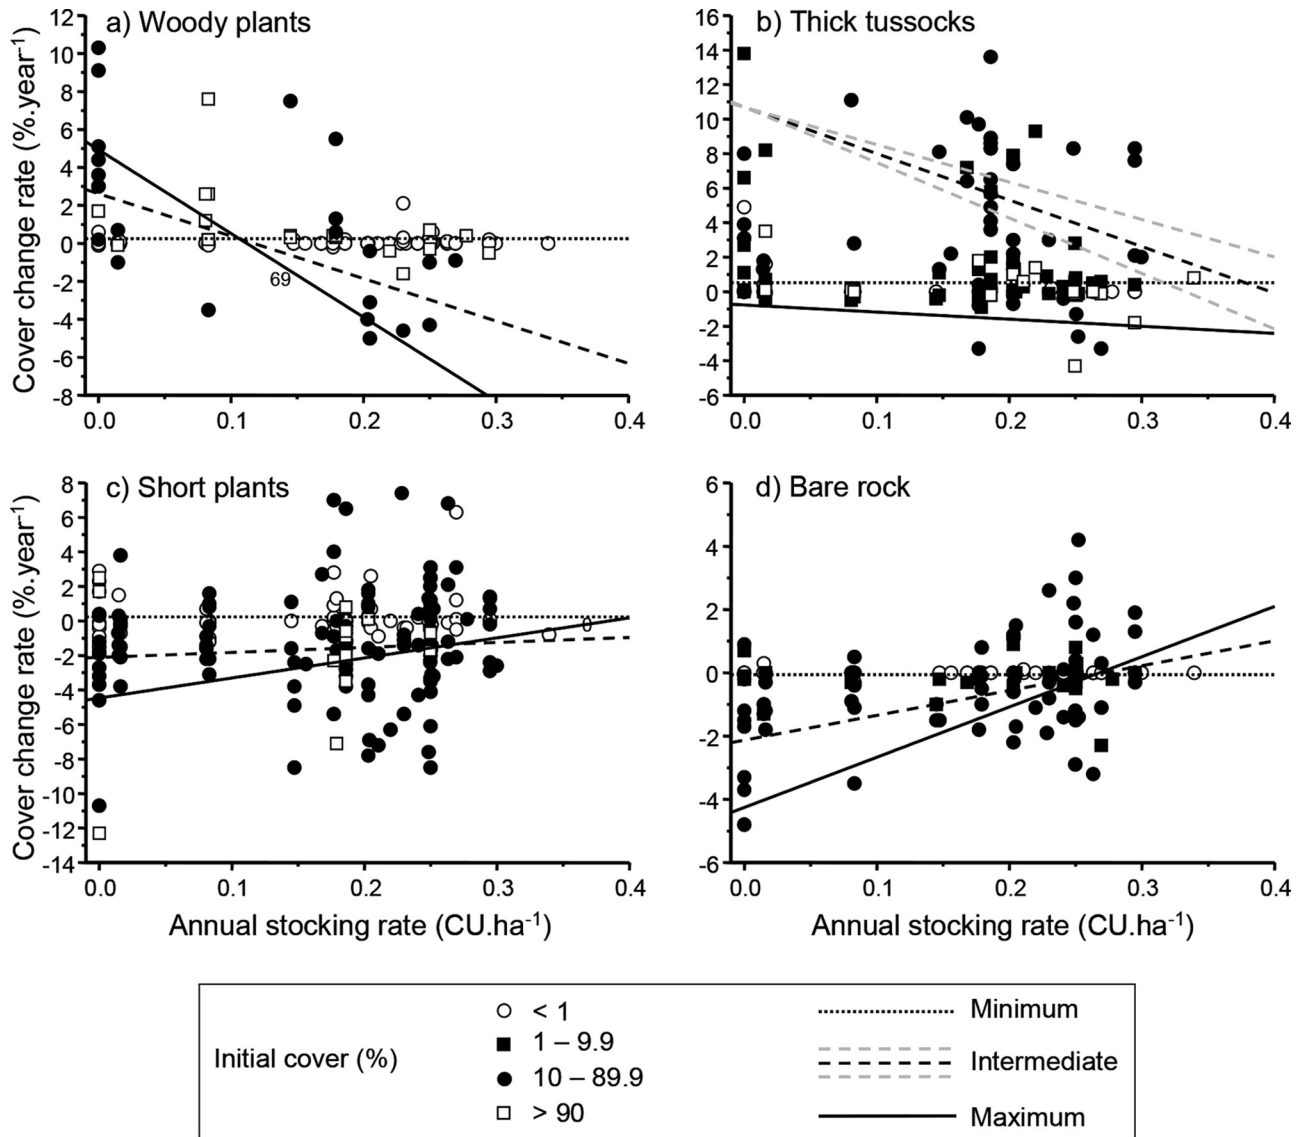 a) Woody plants
Cover change rate (%.year⁻¹)
12
10
8
6
4
2
0
-2
-4
-6
-8
69
0.0 0.1 0.2 0.3 0.4
b) Thick tussocks
16
14
12
10
8
6
4
2
0
-2
-4
-6
0.0 0.1 0.2 0.3 0.4
c) Short plants
Cover change rate (%.year⁻¹)
8
6
4
2
0
-2
-4
-6
-8
-10
-12
-14
0
0.0 0.1 0.2 0.3 0.4
Annual stocking rate (CU.ha⁻¹)
d) Bare rock
6
4
2
0
-2
-4
-6
0.0 0.1 0.2 0.3 0.4
Annual stocking rate (CU.ha⁻¹)
Initial cover (%)
< 1
1 – 9.9
10 – 89.9
> 90
Minimum
Intermediate
Maximum